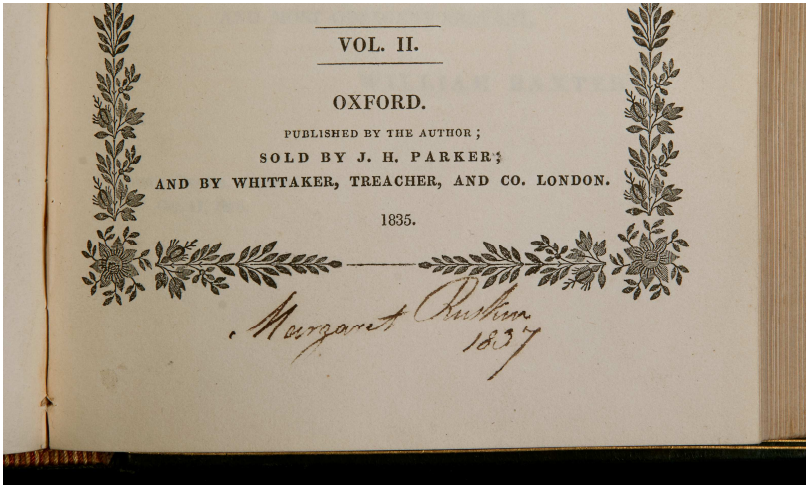 VOL. II.
OXFORD.
PUBLISHED BY THE AUTHOR;
SOLD BY J. H. PARKER;
AND BY WHITTAKER, TREACHER, AND CO. LONDON.
1835.
Margaret Ruskin
1837